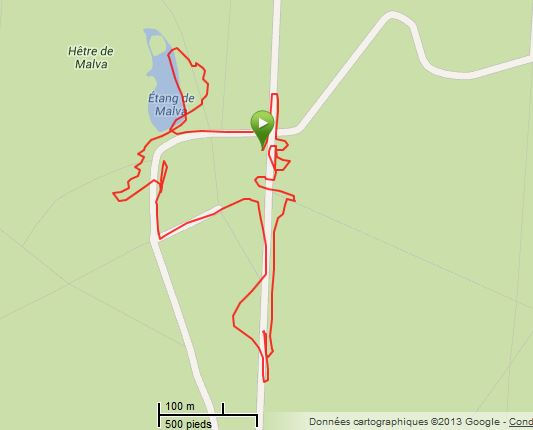 Hêtre de
Malva
Étang de
Malva
100 m
500 pieds
Données cartographiques ©2013 Google - Cond